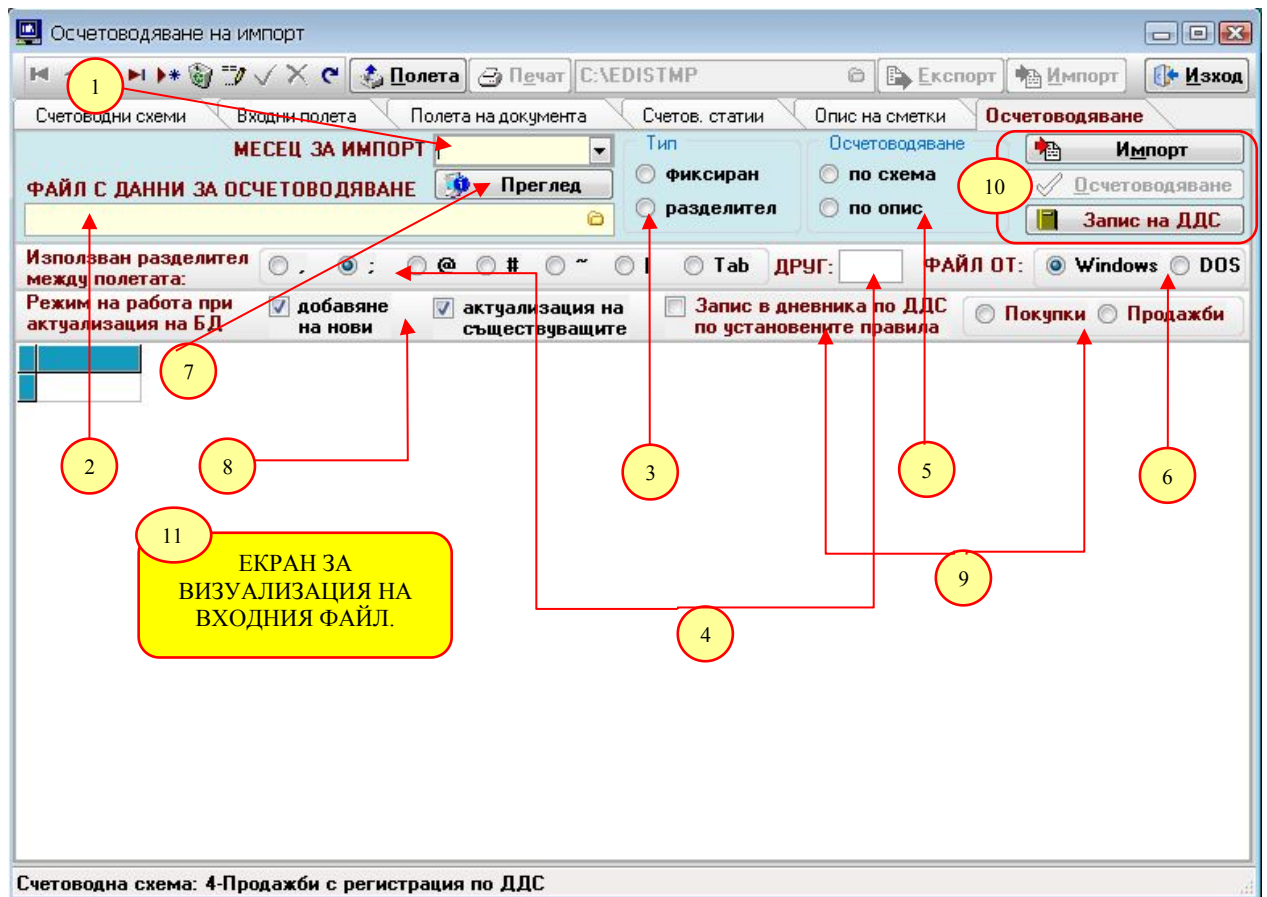 Осчетоводяване на импорт
Полета Печат C:\EDISTMP Експорт Импорт Изход
1
Счетоводни схеми Входни полета Полета на документа Счетов. статии Опис на сметки Осчетоводяване
МЕСЕЦ ЗА ИМПОРТ
Тип
Осчетоводяване
Импорт
ФАЙЛ С ДАННИ ЗА ОСЧЕТОВОДЯВАНЕ
Преглед
фиксиран
по схема
10
Осчетоводяване
разделител
по опис
Запис на ДДС
Използван разделител
между полетата:
, ; @ # ~ | Tab ДРУГ: ФАЙЛ ОТ: Windows DOS
Режим на работа при
актуализация на БД
добавяне
на нови
актуализация на
съществуващите
Запис в дневника по ДДС
по установените правила
Покупки Продажби
7
2
8
3
5
6
11
ЕКРАН ЗА
ВИЗУАЛИЗАЦИЯ НА
ВХОДНИЯ ФАЙЛ.
9
4
Счетоводна схема: 4-Продажби с регистрация по ДДС